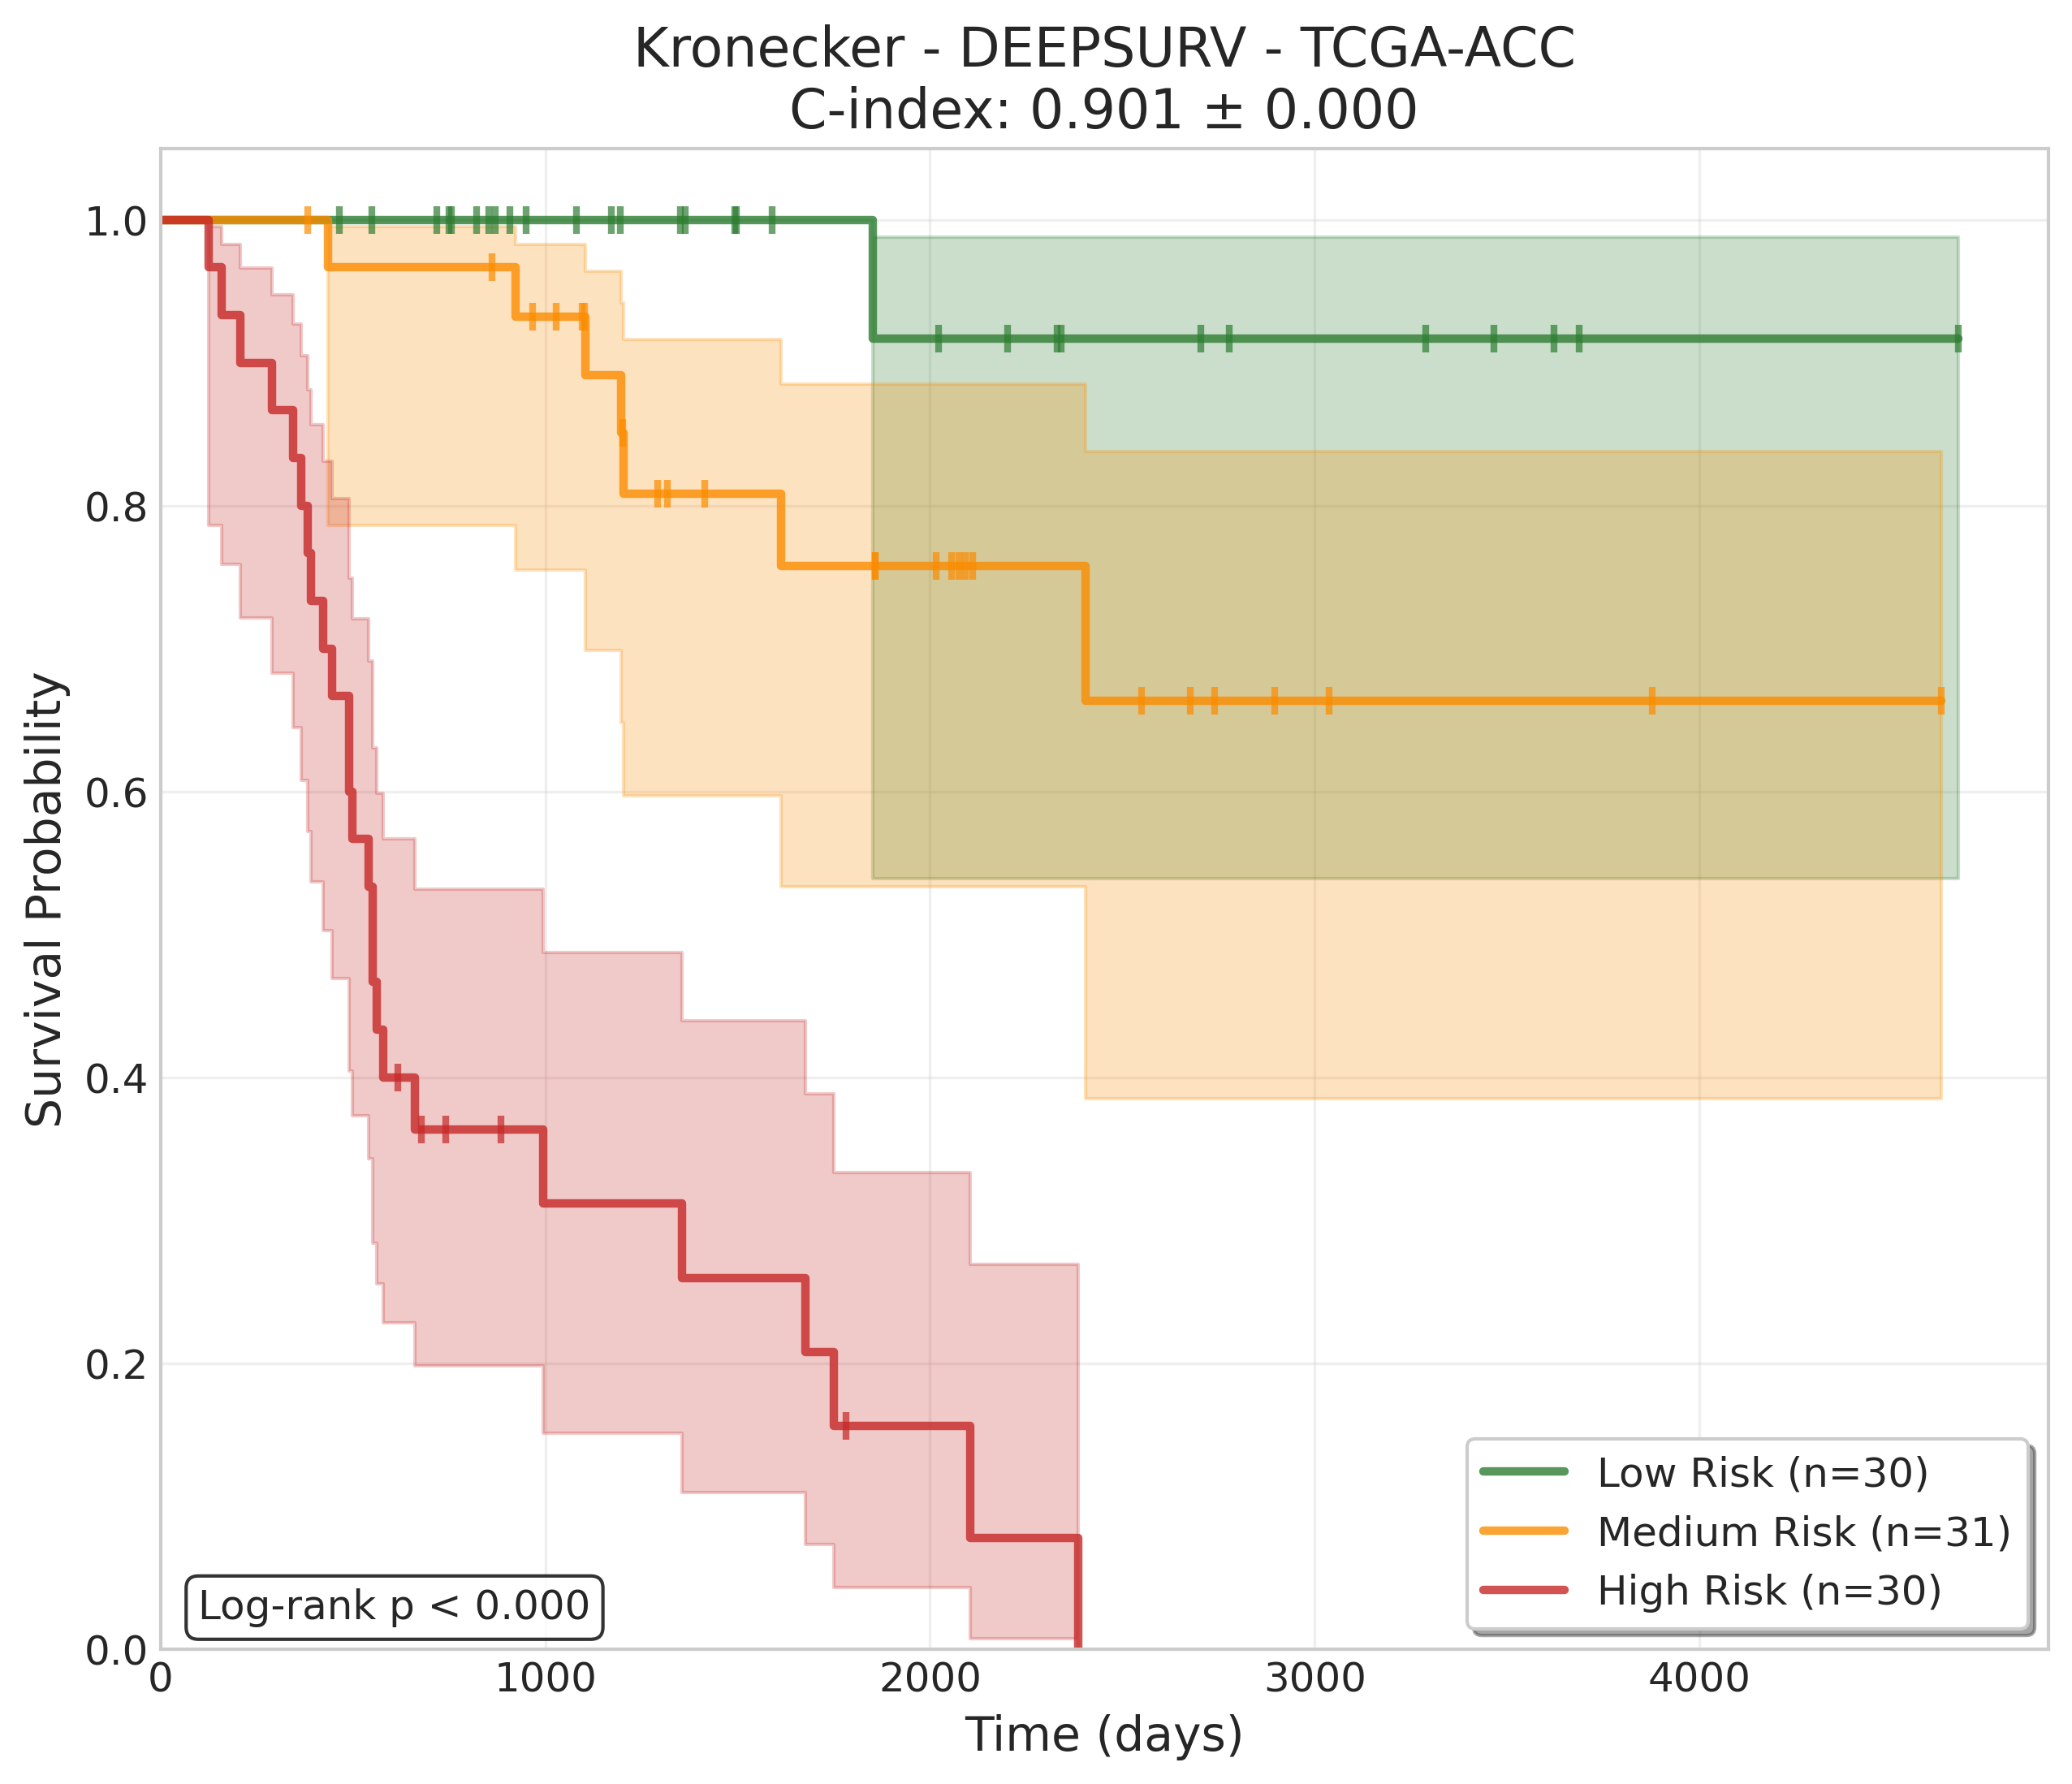 Kronecker - DEEPSURV - TCGA-ACC
C-index: 0.901 ± 0.000
Survival Probability
1.0
0.8
0.6
0.4
0.2
0.0
Log-rank p < 0.000
Low Risk (n=30)
Medium Risk (n=31)
High Risk (n=30)
0 1000 2000 3000 4000
Time (days)